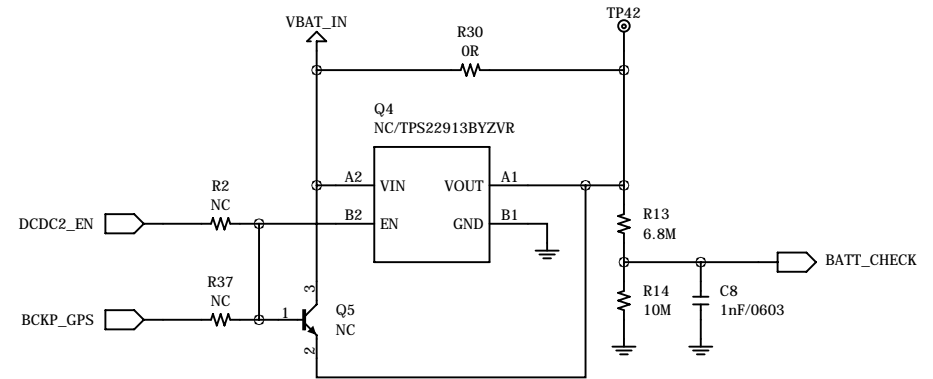 TP42
VBAT_IN
R30
0R
Q4
NC/TPS22913BYZVR
A2
VIN
VOUT
A1
R2
NC
DCDC2_EN
B2
EN
GND
B1
R13
6.8M
BATT_CHECK
R37
NC
BCKP_GPS
1
3
2
Q5
NC
R14
10M
C8
1nF/0603